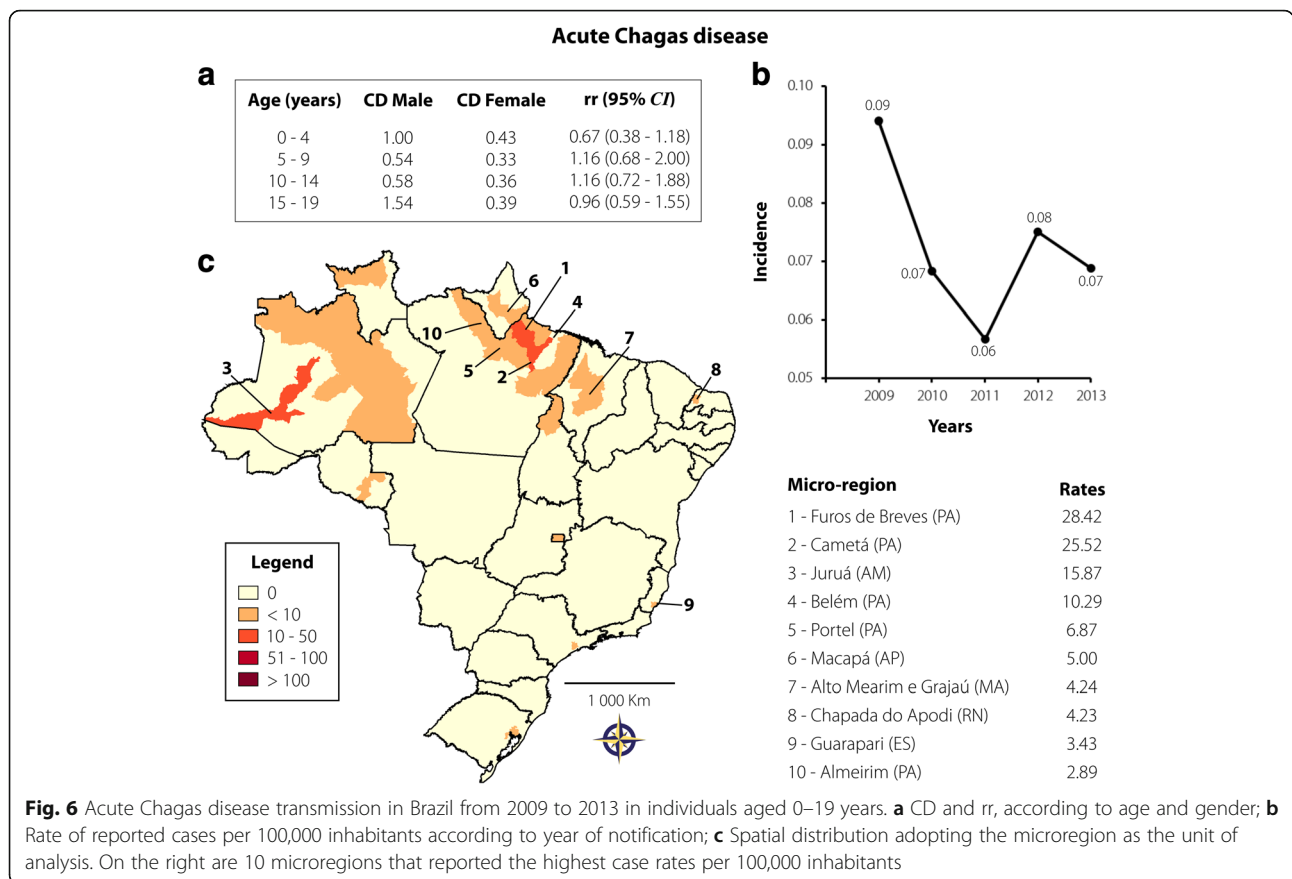 Acute Chagas disease
a
Age (years) CD Male CD Female rr (95% CI)
0 - 4 1.00 0.43 0.67 (0.38 - 1.18)
5 - 9 0.54 0.33 1.16 (0.68 - 2.00)
10 - 14 0.58 0.36 1.16 (0.72 - 1.88)
15 - 19 1.54 0.39 0.96 (0.59 - 1.55)
b
0.10
0.09
0.08
0.07
0.06
0.05
Incidence
0.09
0.07
0.06
0.08
0.07
2009 2010 2011 2012 2013
Years
c
1
6
4
10
7
5
2
3
8
9
Legend
0
< 10
10 - 50
51 - 100
> 100
1 000 Km
Micro-region Rates
1 - Furos de Breves (PA) 28.42
2 - Cametá (PA) 25.52
3 - Juruá (AM) 15.87
4 - Belém (PA) 10.29
5 - Portel (PA) 6.87
6 - Macapá (AP) 5.00
7 - Alto Mearim e Grajaú (MA) 4.24
8 - Chapada do Apodi (RN) 4.23
9 - Guarapari (ES) 3.43
10 - Almeirim (PA) 2.89
Fig. 6 Acute Chagas disease transmission in Brazil from 2009 to 2013 in individuals aged 0–19 years. a CD and rr, according to age and gender; b
Rate of reported cases per 100,000 inhabitants according to year of notification; c Spatial distribution adopting the microregion as the unit of
analysis. On the right are 10 microregions that reported the highest case rates per 100,000 inhabitants